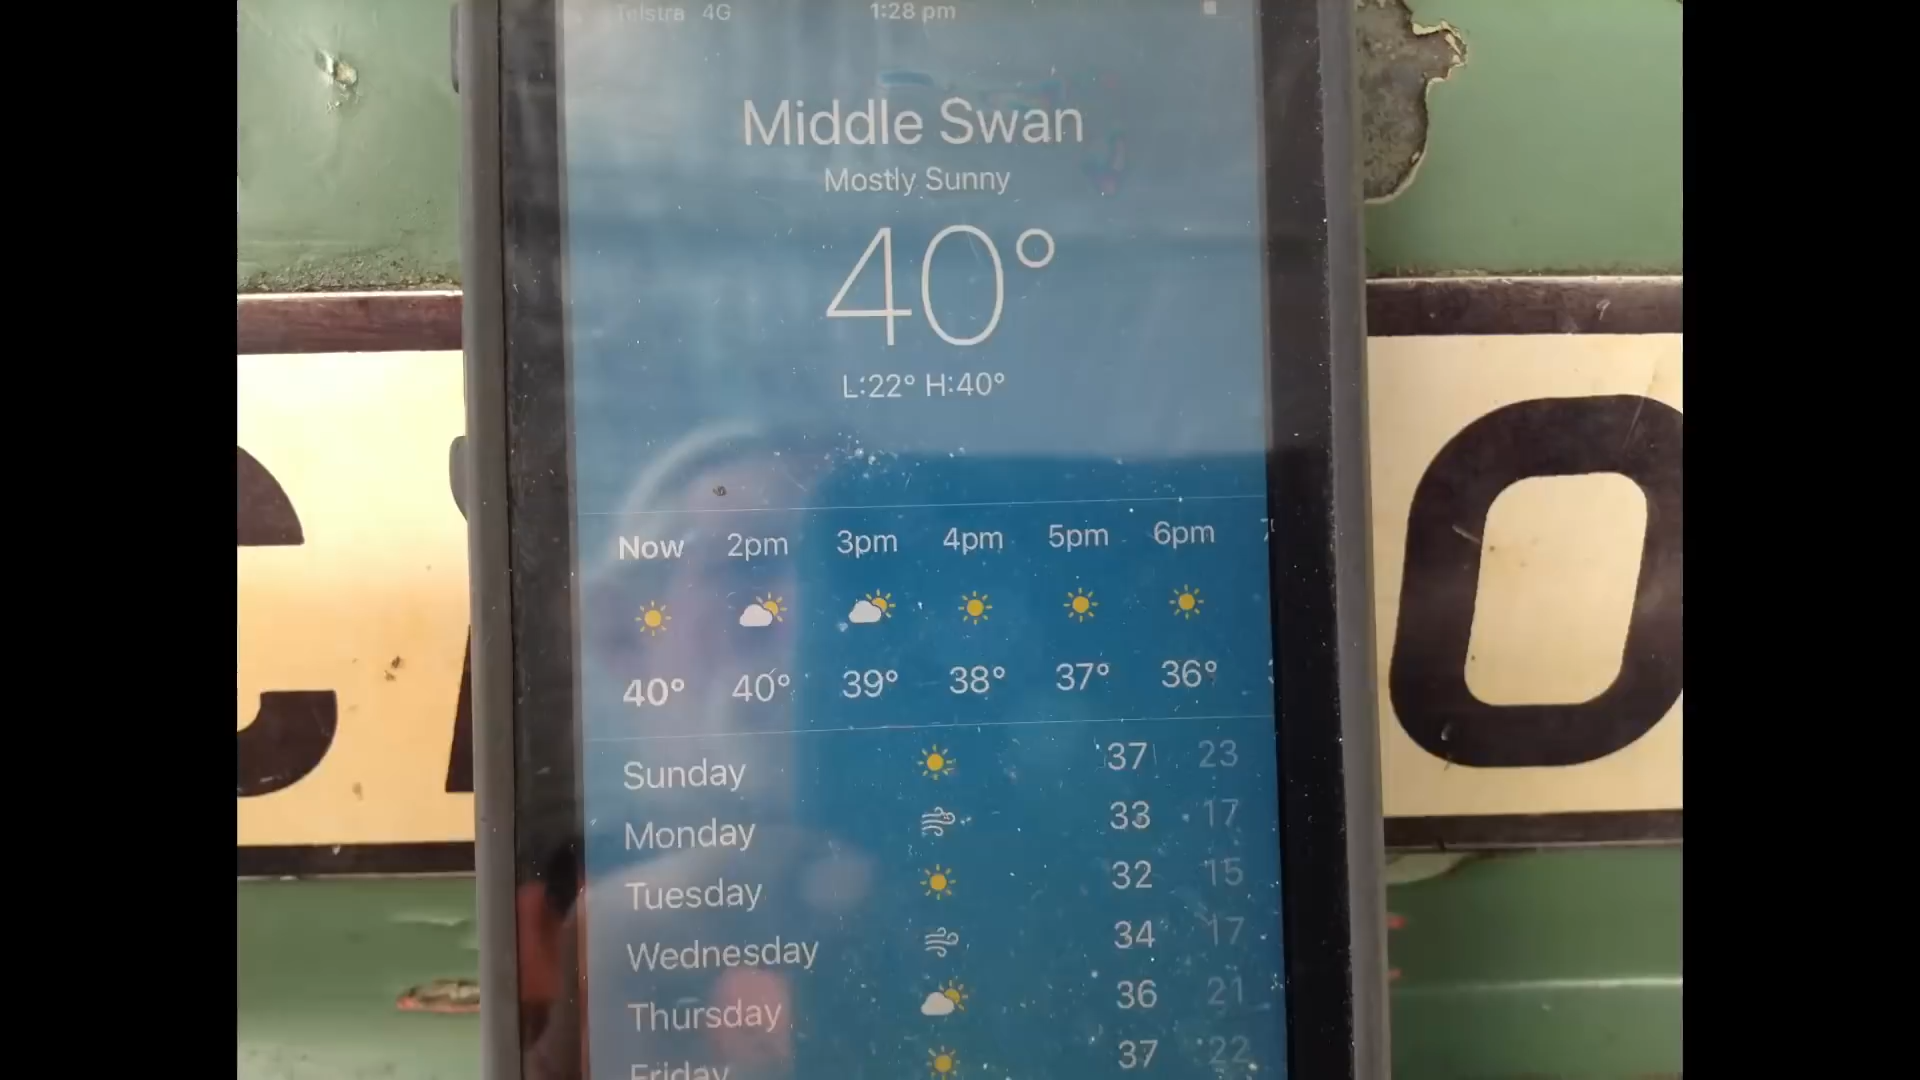 Telstra 4G 1:28 pm
Middle Swan
Mostly Sunny
40°
L:22° H:40°
Now 2pm 3pm 4pm 5pm 6pm
40° 40° 39° 38° 37° 36°
Sunday 37 23
Monday 33 17
Tuesday 32 15
Wednesday 34 17
Thursday 36 21
Friday 37 22
O